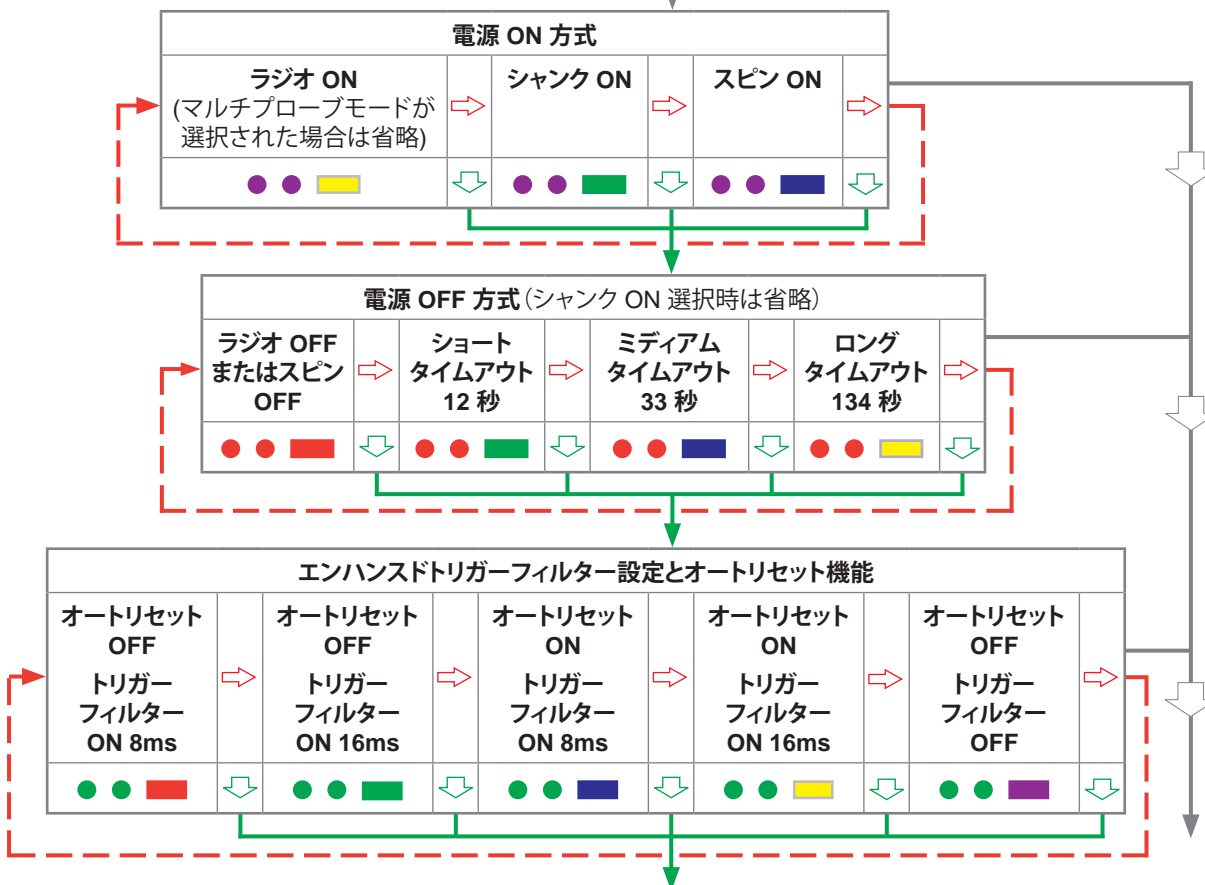 電源 ON 方式
ラジオ ON
(マルチプローブモードが
選択された場合は省略)
シャンク ON
スピン ON
電源 OFF 方式（シャンク ON 選択時は省略）
ラジオ OFF
またはスピン
OFF
ショート
タイムアウト
12 秒
ミディアム
タイムアウト
33 秒
ロング
タイムアウト
134 秒
エンハンスドトリガーフィルター設定とオートリセット機能
オートリセット
OFF
トリガー
フィルター
ON 8ms
オートリセット
OFF
トリガー
フィルター
ON 16ms
オートリセット
ON
トリガー
フィルター
ON 8ms
オートリセット
ON
トリガー
フィルター
ON 16ms
オートリセット
OFF
トリガー
フィルター
OFF